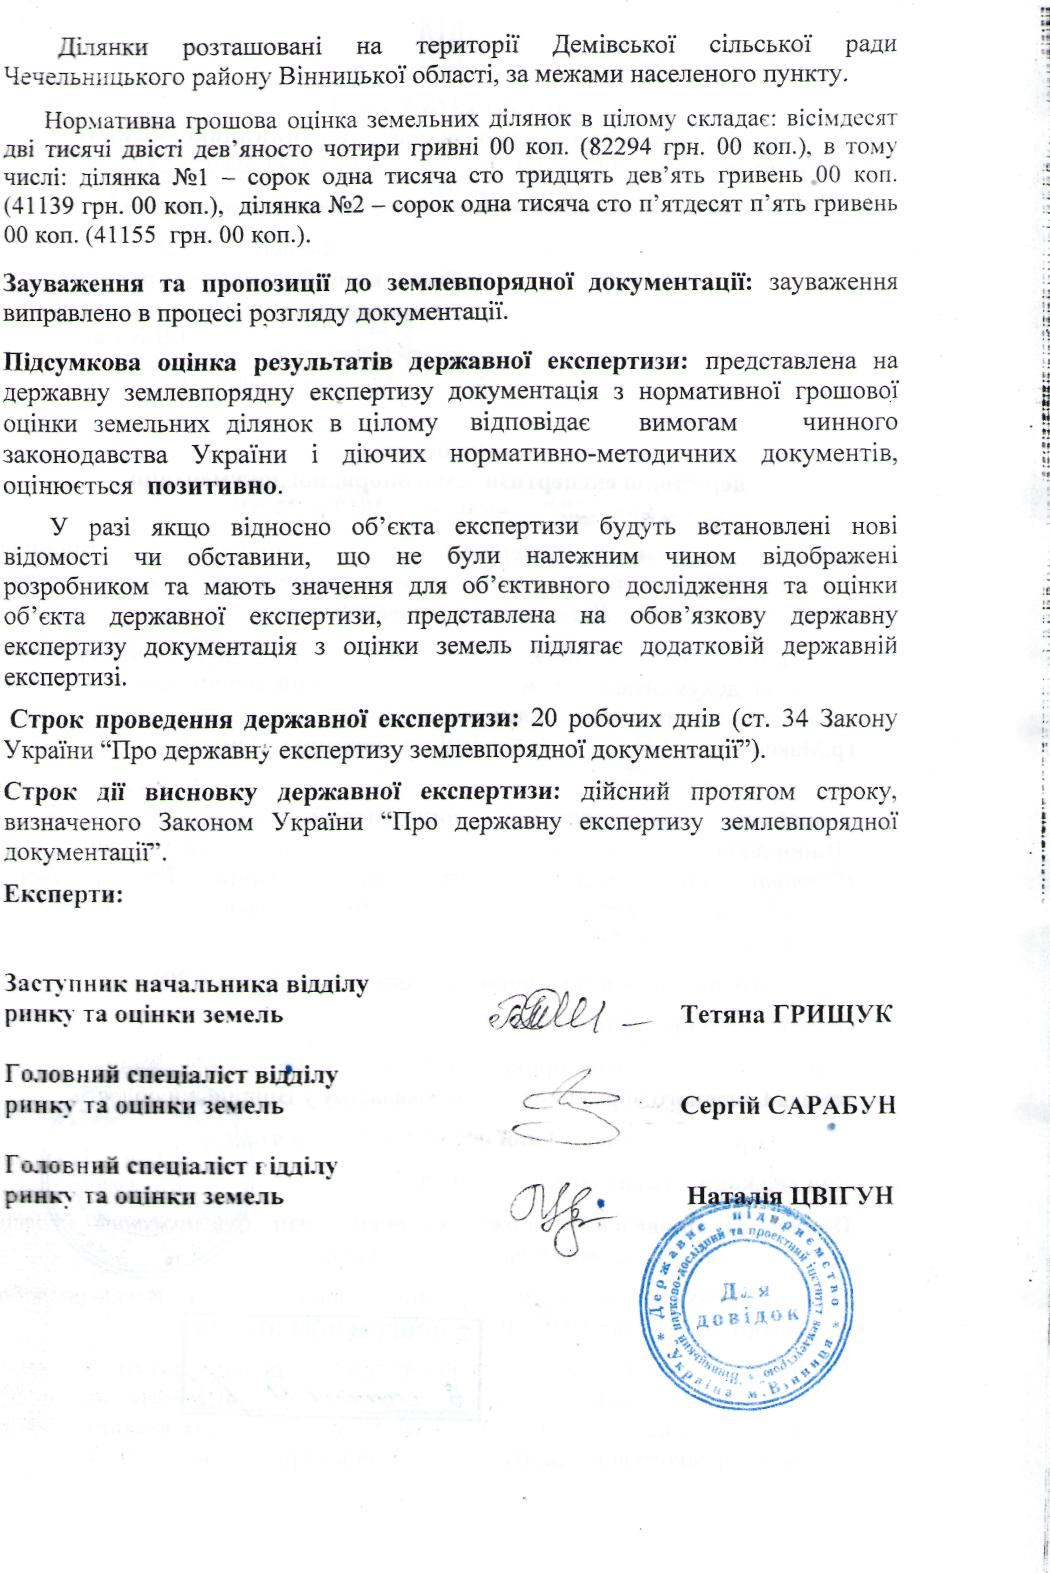 Ділянки розташовані на території Демівської сільської ради
Чечельницького району Вінницької області, за межами населеного пункту.
Нормативна грошова оцінка земельних ділянок в цілому складає: вісімдесят
дві тисячі двісті дев’яносто чотири гривні 00 коп. (82294 грн. 00 коп.), в тому
числі: ділянка №1 – сорок одна тисяча сто тридцять дев’ять гривень 00 коп.
(41139 грн. 00 коп.), ділянка №2 – сорок одна тисяча сто п’ятдесят п’ять гривень
00 коп. (41155 грн. 00 коп.).
Зауваження та пропозиції до землевпорядної документації: зауваження
виправлено в процесі розгляду документації.
Підсумкова оцінка результатів державної експертизи: представлена на
державну землевпорядну експертизу документація з нормативної грошової
оцінки земельних ділянок в цілому відповідає вимогам чинного
законодавства України і діючих нормативно-методичних документів,
оцінюється позитивно.
У разі якщо відносно об’єкта експертизи будуть встановлені нові
відомості чи обставини, що не були належним чином відображені
розробником та мають значення для об’єктивного дослідження та оцінки
об’єкта державної експертизи, представлена на обов’язкову державну
експертизу документація з оцінки земель підлягає додатковій державній
експертизі.
Строк проведення державної експертизи: 20 робочих днів (ст. 34 Закону
України “Про державну експертизу землевпорядної документації”).
Строк дії висновку державної експертизи: дійсний протягом строку,
визначеного Законом України “Про державну експертизу землевпорядної
документації”.
Експерти:
Заступник начальника відділу
ринку та оцінки земель Тетяна ГРИЩУК
Головний спеціаліст відділу
ринку та оцінки земель Сергій САРАБУН
Головний спеціаліст відділу
ринку та оцінки земель Наталія ЦВІГУН
* Державне підприємство *
Україна м.Вінниця
* Вінницький науково-дослідний та проектний інститут землеустрою
Для
довідок